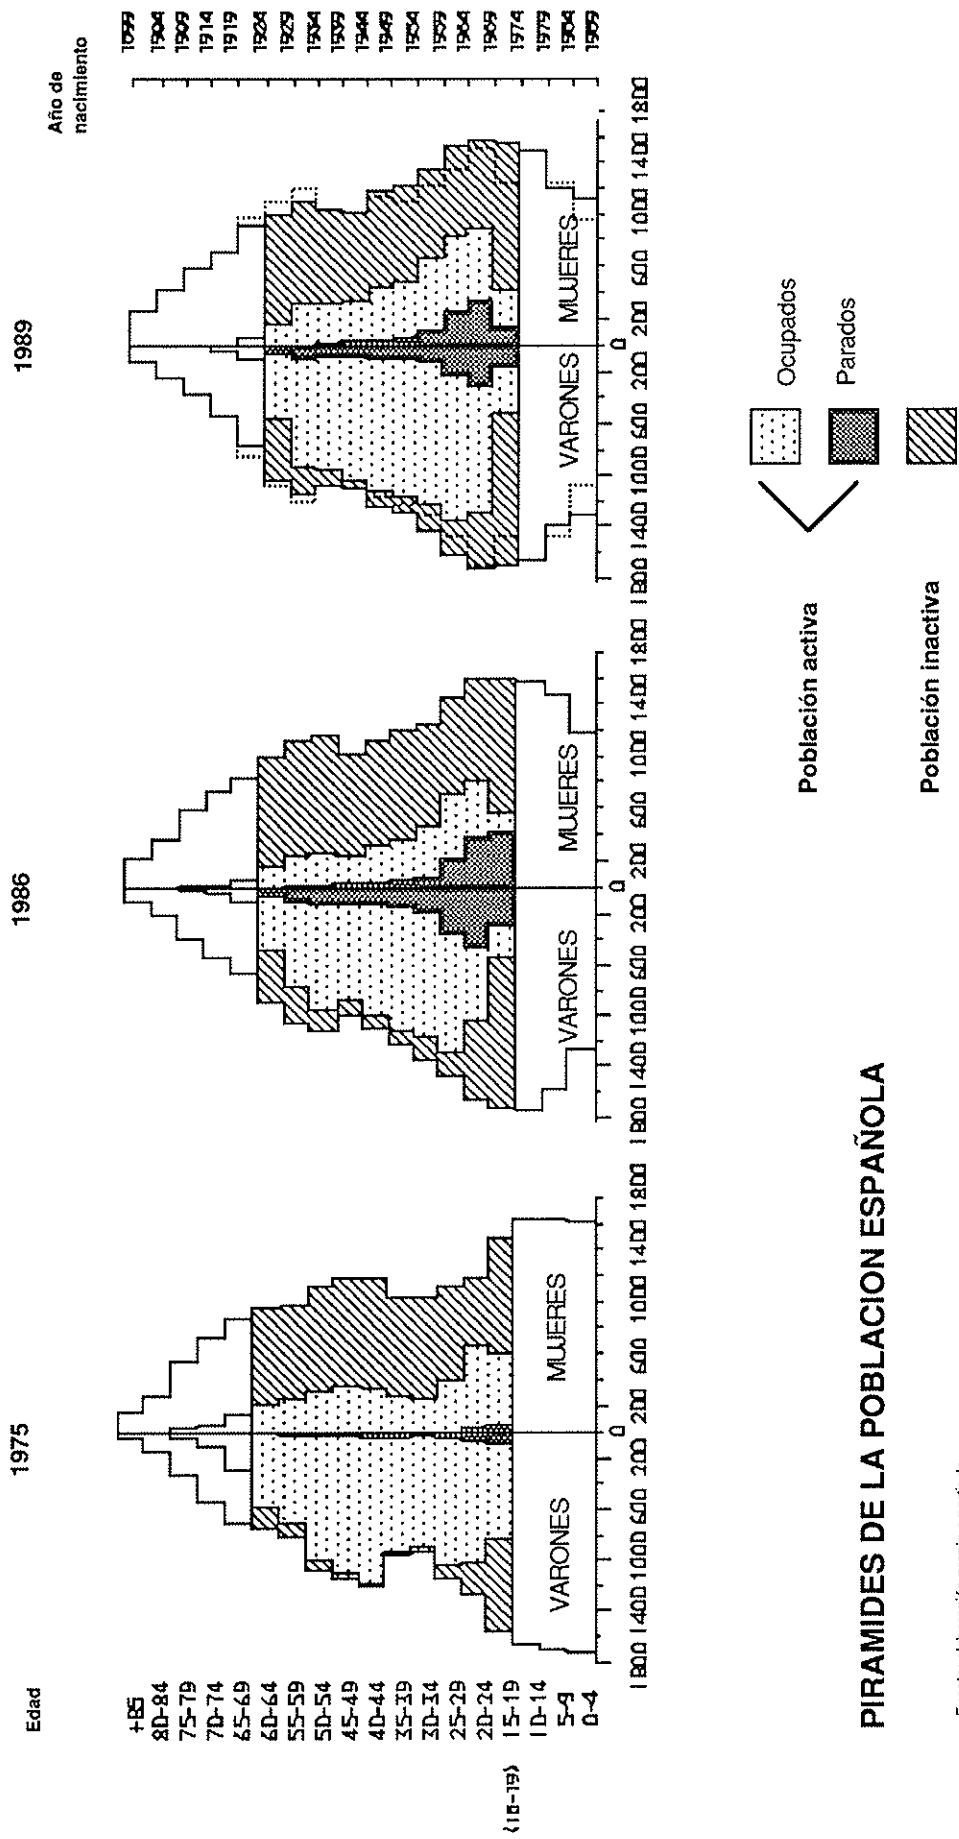 Edad
1975
1986
1989
Año de
nacimiento
+85
80-84
75-79
70-74
65-69
60-64
55-59
50-54
45-49
40-44
35-39
30-34
25-29
20-24
15-19
(16-19)
10-14
5-9
0-4
VARONES MUJERES
VARONES MUJERES
VARONES MUJERES
1800 1400 1000 600 200 0 200 600 1000 1400 1800
1800 1400 1000 600 200 0 200 600 1000 1400 1800
1800 1400 1000 600 200 0 200 600 1000 1400 1800
1899
1904
1909
1914
1919
1924
1929
1934
1939
1944
1949
1954
1959
1964
1969
1974
1979
1984
1989
Población activa
Ocupados
Parados
Población inactiva
PIRAMIDES DE LA POBLACION ESPAÑOLA